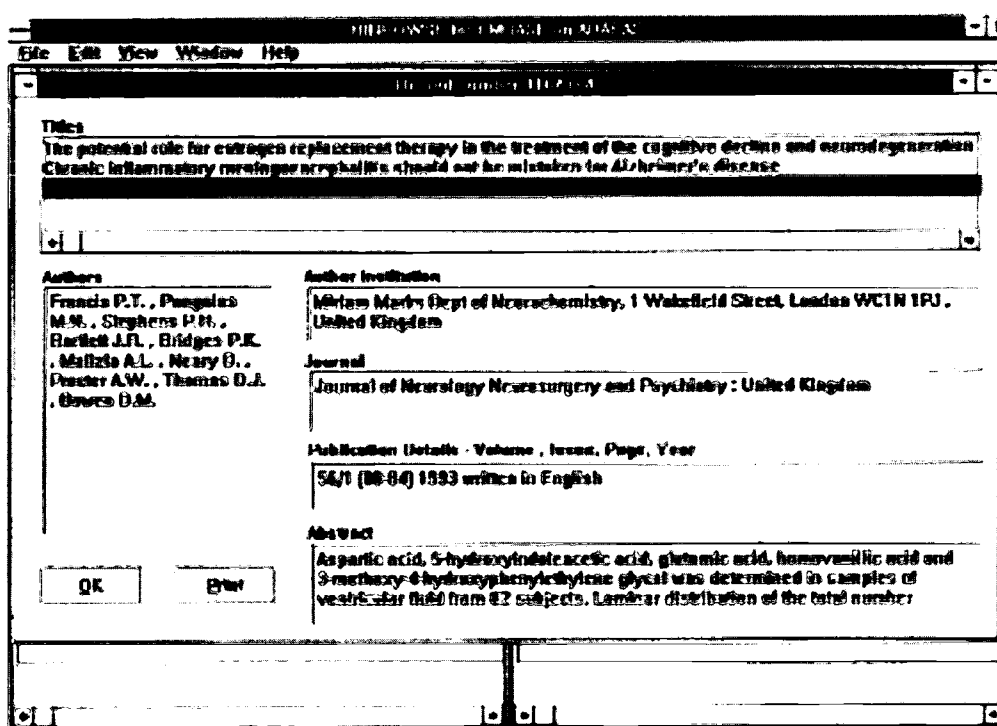 File Edit View Window Help
Titles
The potential role for estrogen replacement therapy in the treatment of the cognitive decline and neurodegeneration
Chronic inflammatory meningoencephalitis should not be mistaken for Alzheimer's disease
Authors
Francis P.T. , Pangalos
M.N. , Stephens P.H. ,
Bartlett J.R. , Bridges P.K.
, Malizia A.L. , Neary D. ,
Procter A.W. , Thomas D.J.
, Bowen D.M.
Author Institution
Miriam Marks Dept of Neurochemistry, 1 Wakefield Street, London WC1N 1PJ ,
United Kingdom
Journal
Journal of Neurology Neurosurgery and Psychiatry : United Kingdom
Publication Details - Volume , Issue, Page, Year
56/1 (80-84) 1993 written in English
Abstract
Aspartic acid, 5-hydroxyindoleacetic acid, glutamic acid, homovanillic acid and
3-methoxy-4-hydroxyphenylethylene glycol was determined in samples of
ventricular fluid from subjects. Laminar distribution of the total number
OK Print